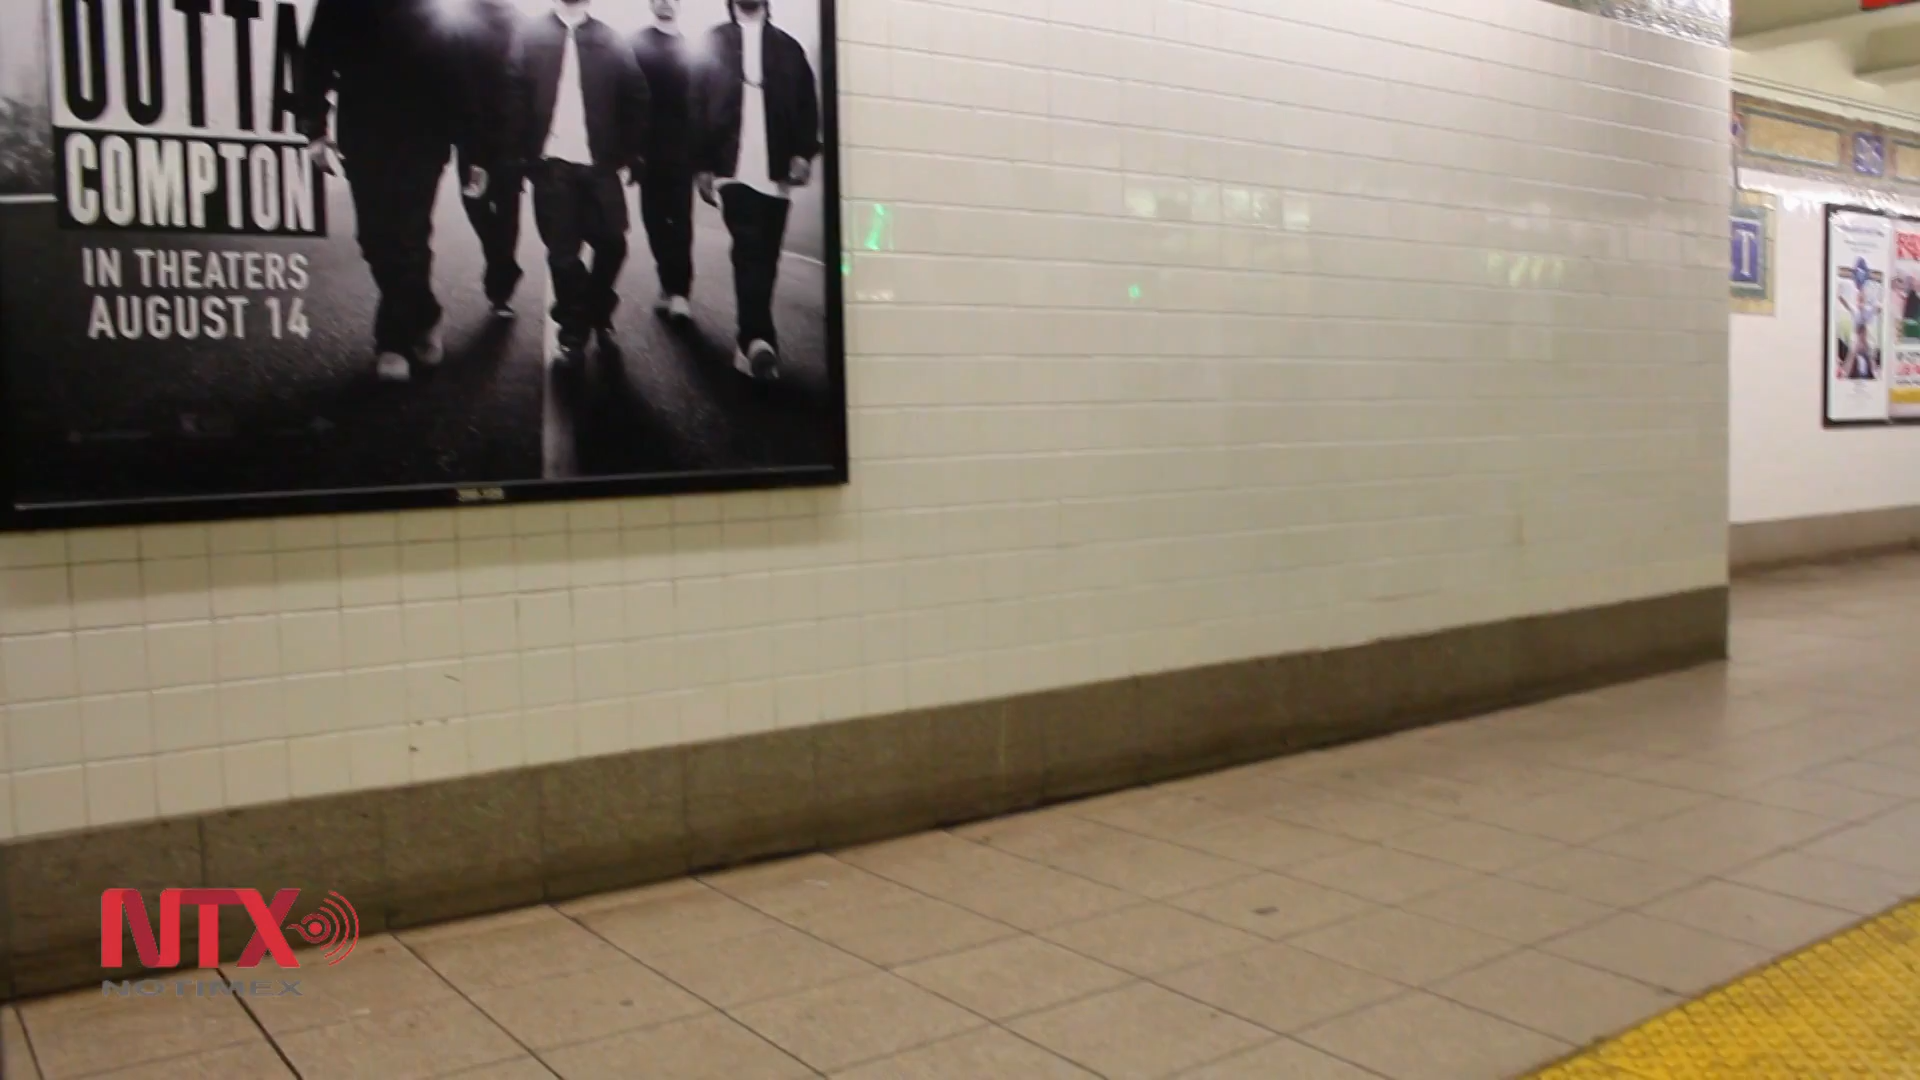 OUTTA
COMPTON
IN THEATERS
AUGUST 14
T
NTX
NOTIMEX